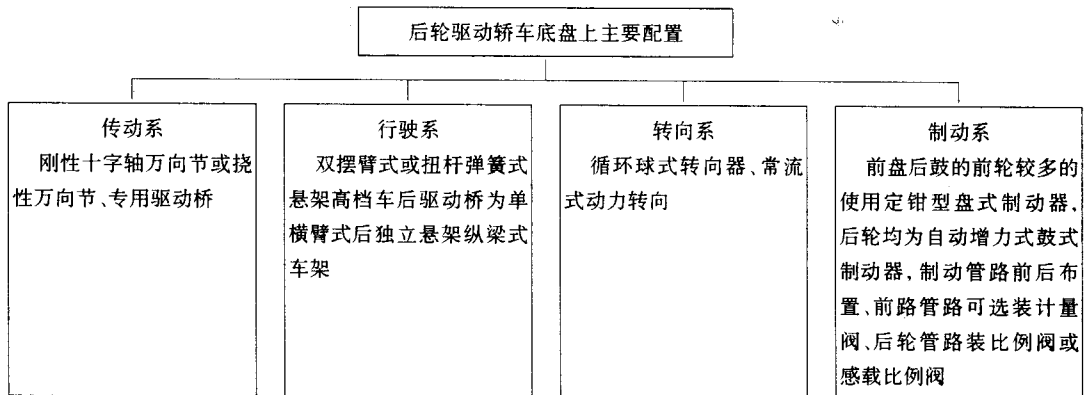 后轮驱动轿车底盘上主要配置
传动系
刚性十字轴万向节或挠
性万向节、专用驱动桥
行驶系
双摆臂式或扭杆弹簧式
悬架高档车后驱动桥为单
横臂式后独立悬架纵梁式
车架
转向系
循环球式转向器、常流
式动力转向
制动系
前盘后鼓的前轮较多的
使用定钳型盘式制动器,
后轮均为自动增力式鼓式
制动器,制动管路前后布
置、前路管路可选装计量
阀、后轮管路装比例阀或
感载比例阀